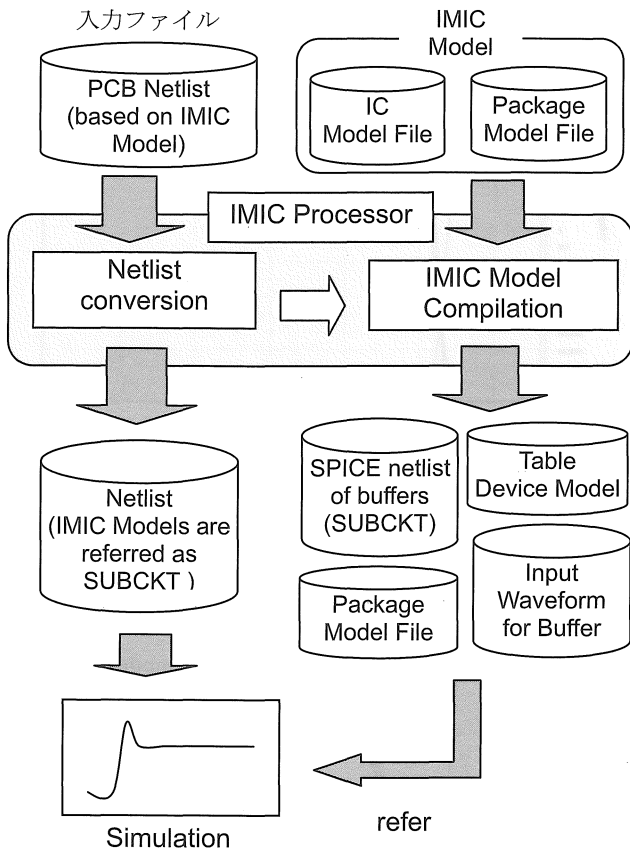 入力ファイル
PCB Netlist
(based on IMIC
Model)
IMIC
Model
IC
Model File
Package
Model File
IMIC Processor
Netlist
conversion
IMIC Model
Compilation
Netlist
(IMIC Models are
referred as
SUBCKT )
SPICE netlist
of buffers
(SUBCKT)
Table
Device Model
Package
Model File
Input
Waveform
for Buffer
Simulation
refer